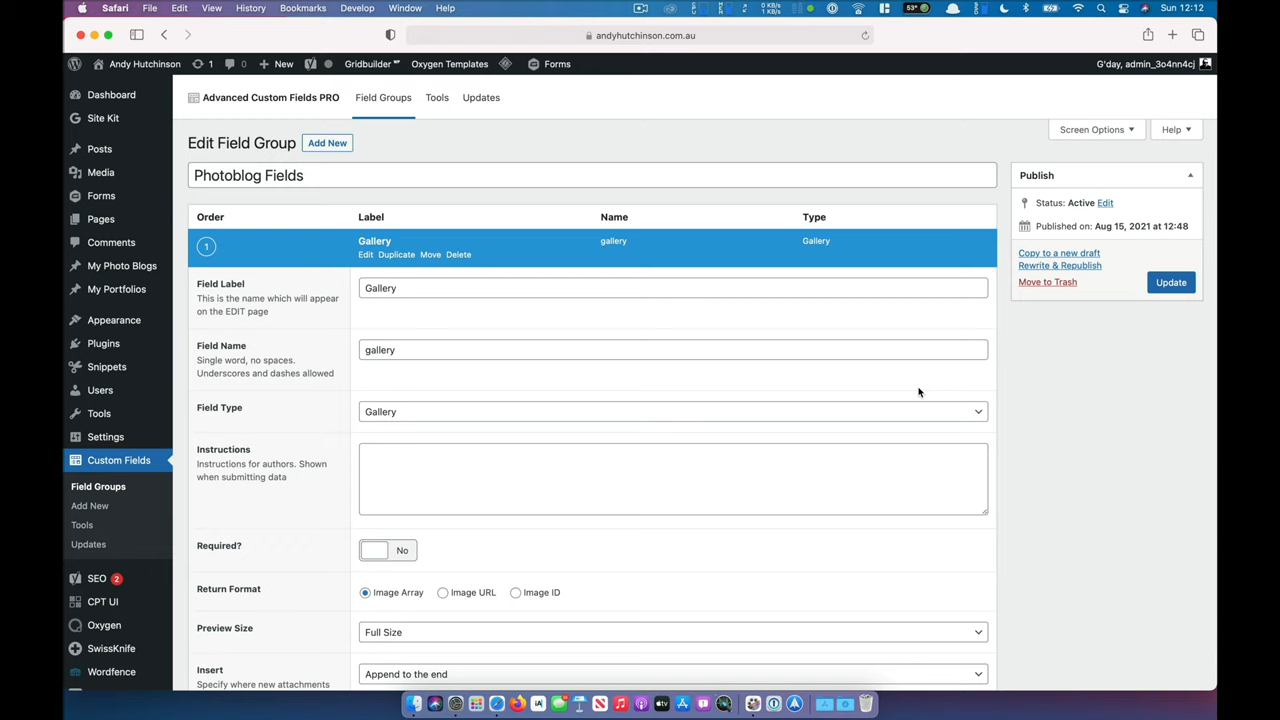 Safari File Edit View History Bookmarks Develop Window Help
0 KB/s
0 KB/s
53°
Sun 12:12
andyhutchinson.com.au
Andy Hutchinson 1 0 New Gridbuilder Oxygen Templates Forms
G'day, admin_3o4nn4cj
Dashboard
Site Kit
Posts
Media
Forms
Pages
Comments
My Photo Blogs
My Portfolios
Appearance
Plugins
Snippets
Users
Tools
Settings
Custom Fields
Field Groups
Add New
Tools
Updates
SEO 2
CPT UI
Oxygen
SwissKnife
Wordfence
Advanced Custom Fields PRO Field Groups Tools Updates
Screen Options Help
Edit Field Group Add New
Photoblog Fields
Order Label Name Type
1 Gallery gallery Gallery
Edit Duplicate Move Delete
Field Label
This is the name which will appear
on the EDIT page
Gallery
Field Name
Single word, no spaces.
Underscores and dashes allowed
gallery
Field Type
Gallery
Instructions
Instructions for authors. Shown
when submitting data
Required?
No
Return Format
Image Array Image URL Image ID
Preview Size
Full Size
Insert
Specify where new attachments
Append to the end
Publish
Status: Active Edit
Published on: Aug 15, 2021 at 12:48
Copy to a new draft
Rewrite & Republish
Move to Trash
Update